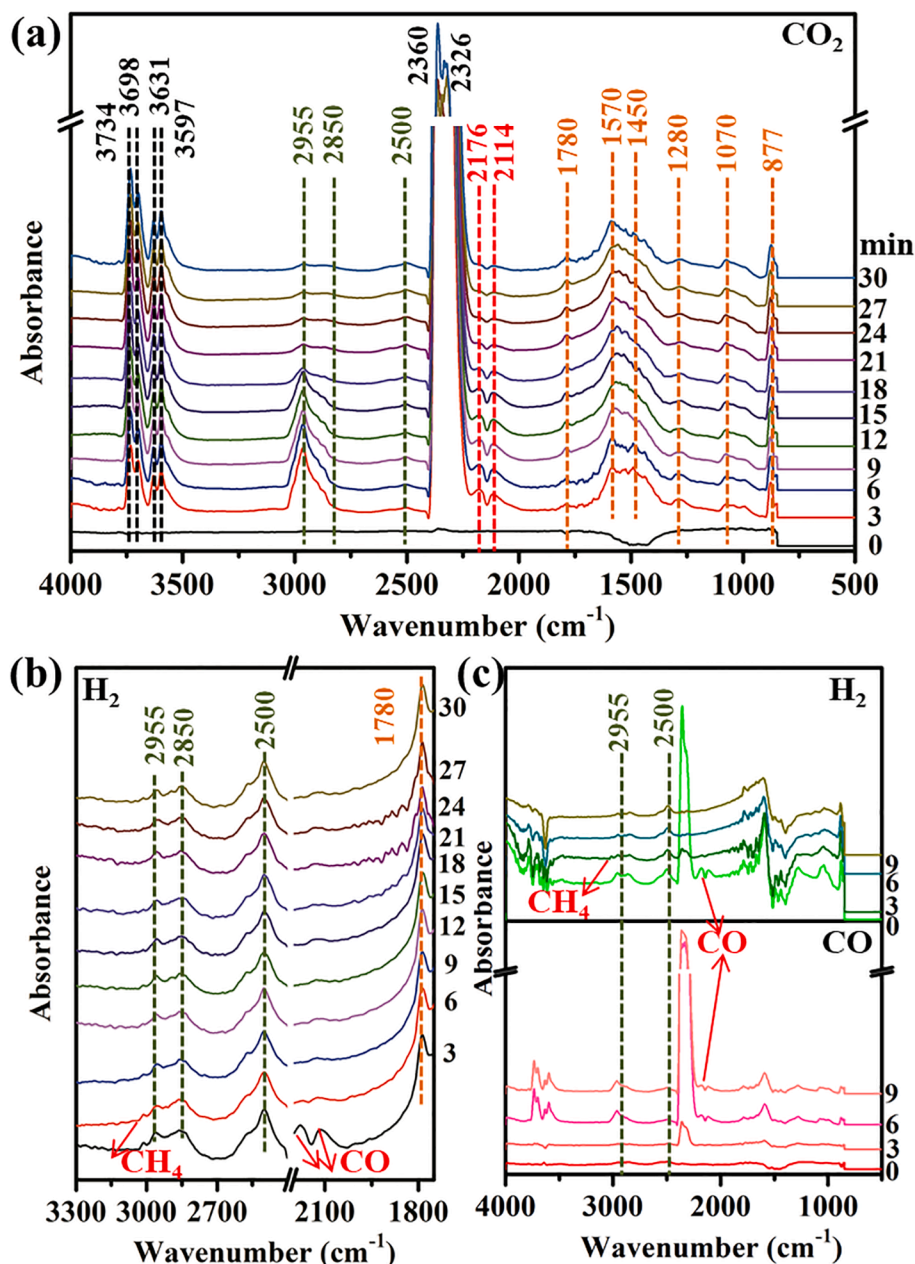 (a)
CO2
3734
3698
3631
3597
2955
2850
2500
2360
2326
2176
2114
1780
1570
1450
1280
1070
877
min
30
27
24
21
18
15
12
9
6
3
0
Absorbance
4000 3500 3000 2500 2000 1500 1000 500
Wavenumber (cm-1)
(b)
H2
2955
2850
2500
1780
30
27
24
21
18
15
12
9
6
3
CH4
CO
Absorbance
3300 3000 2700 2100 1800
Wavenumber (cm-1)
(c)
H2
2955
2500
9
6
3
0
CH4
CO
CO
9
6
3
0
Absorbance
4000 3000 2000 1000
Wavenumber (cm-1)